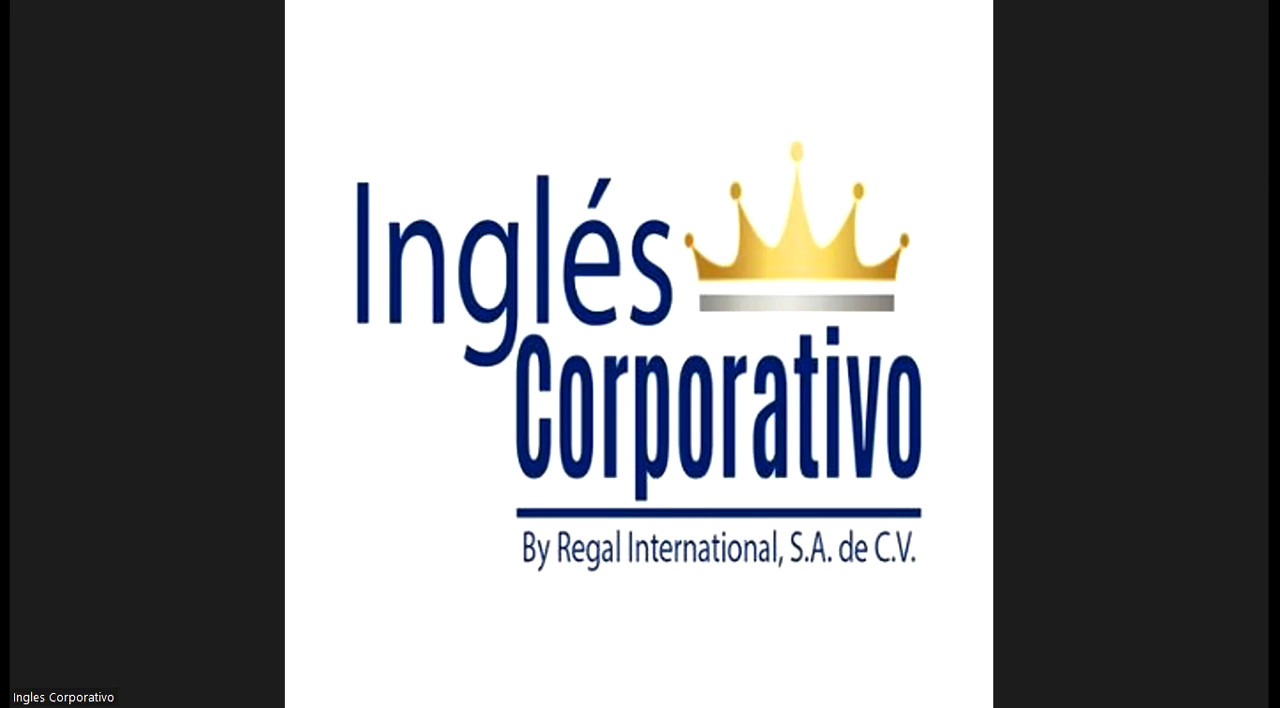 Inglés
Corporativo
By Regal International, S.A. de C.V.
Ingles Corporativo